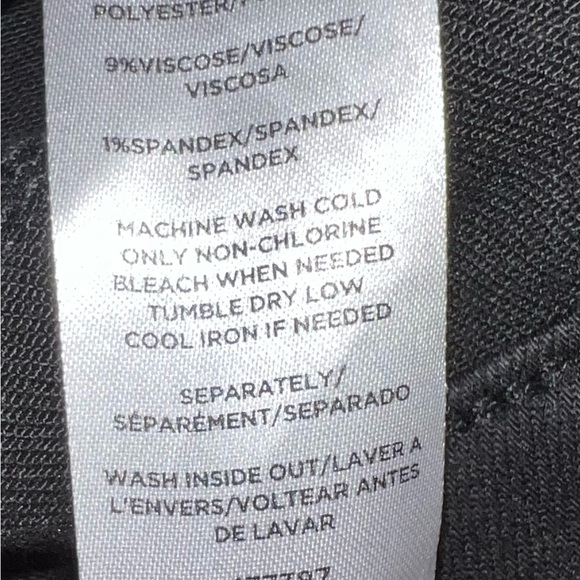 POLYESTER/
9%VISCOSE/VISCOSE/
VISCOSA
1%SPANDEX/SPANDEX/
SPANDEX
MACHINE WASH COLD
ONLY NON-CHLORINE
BLEACH WHEN NEEDED
TUMBLE DRY LOW
COOL IRON IF NEEDED
SEPARATELY/
SÉPARÉMENT/SEPARADO
WASH INSIDE OUT/LAVER A
L'ENVERS/VOLTEAR ANTES
DE LAVAR